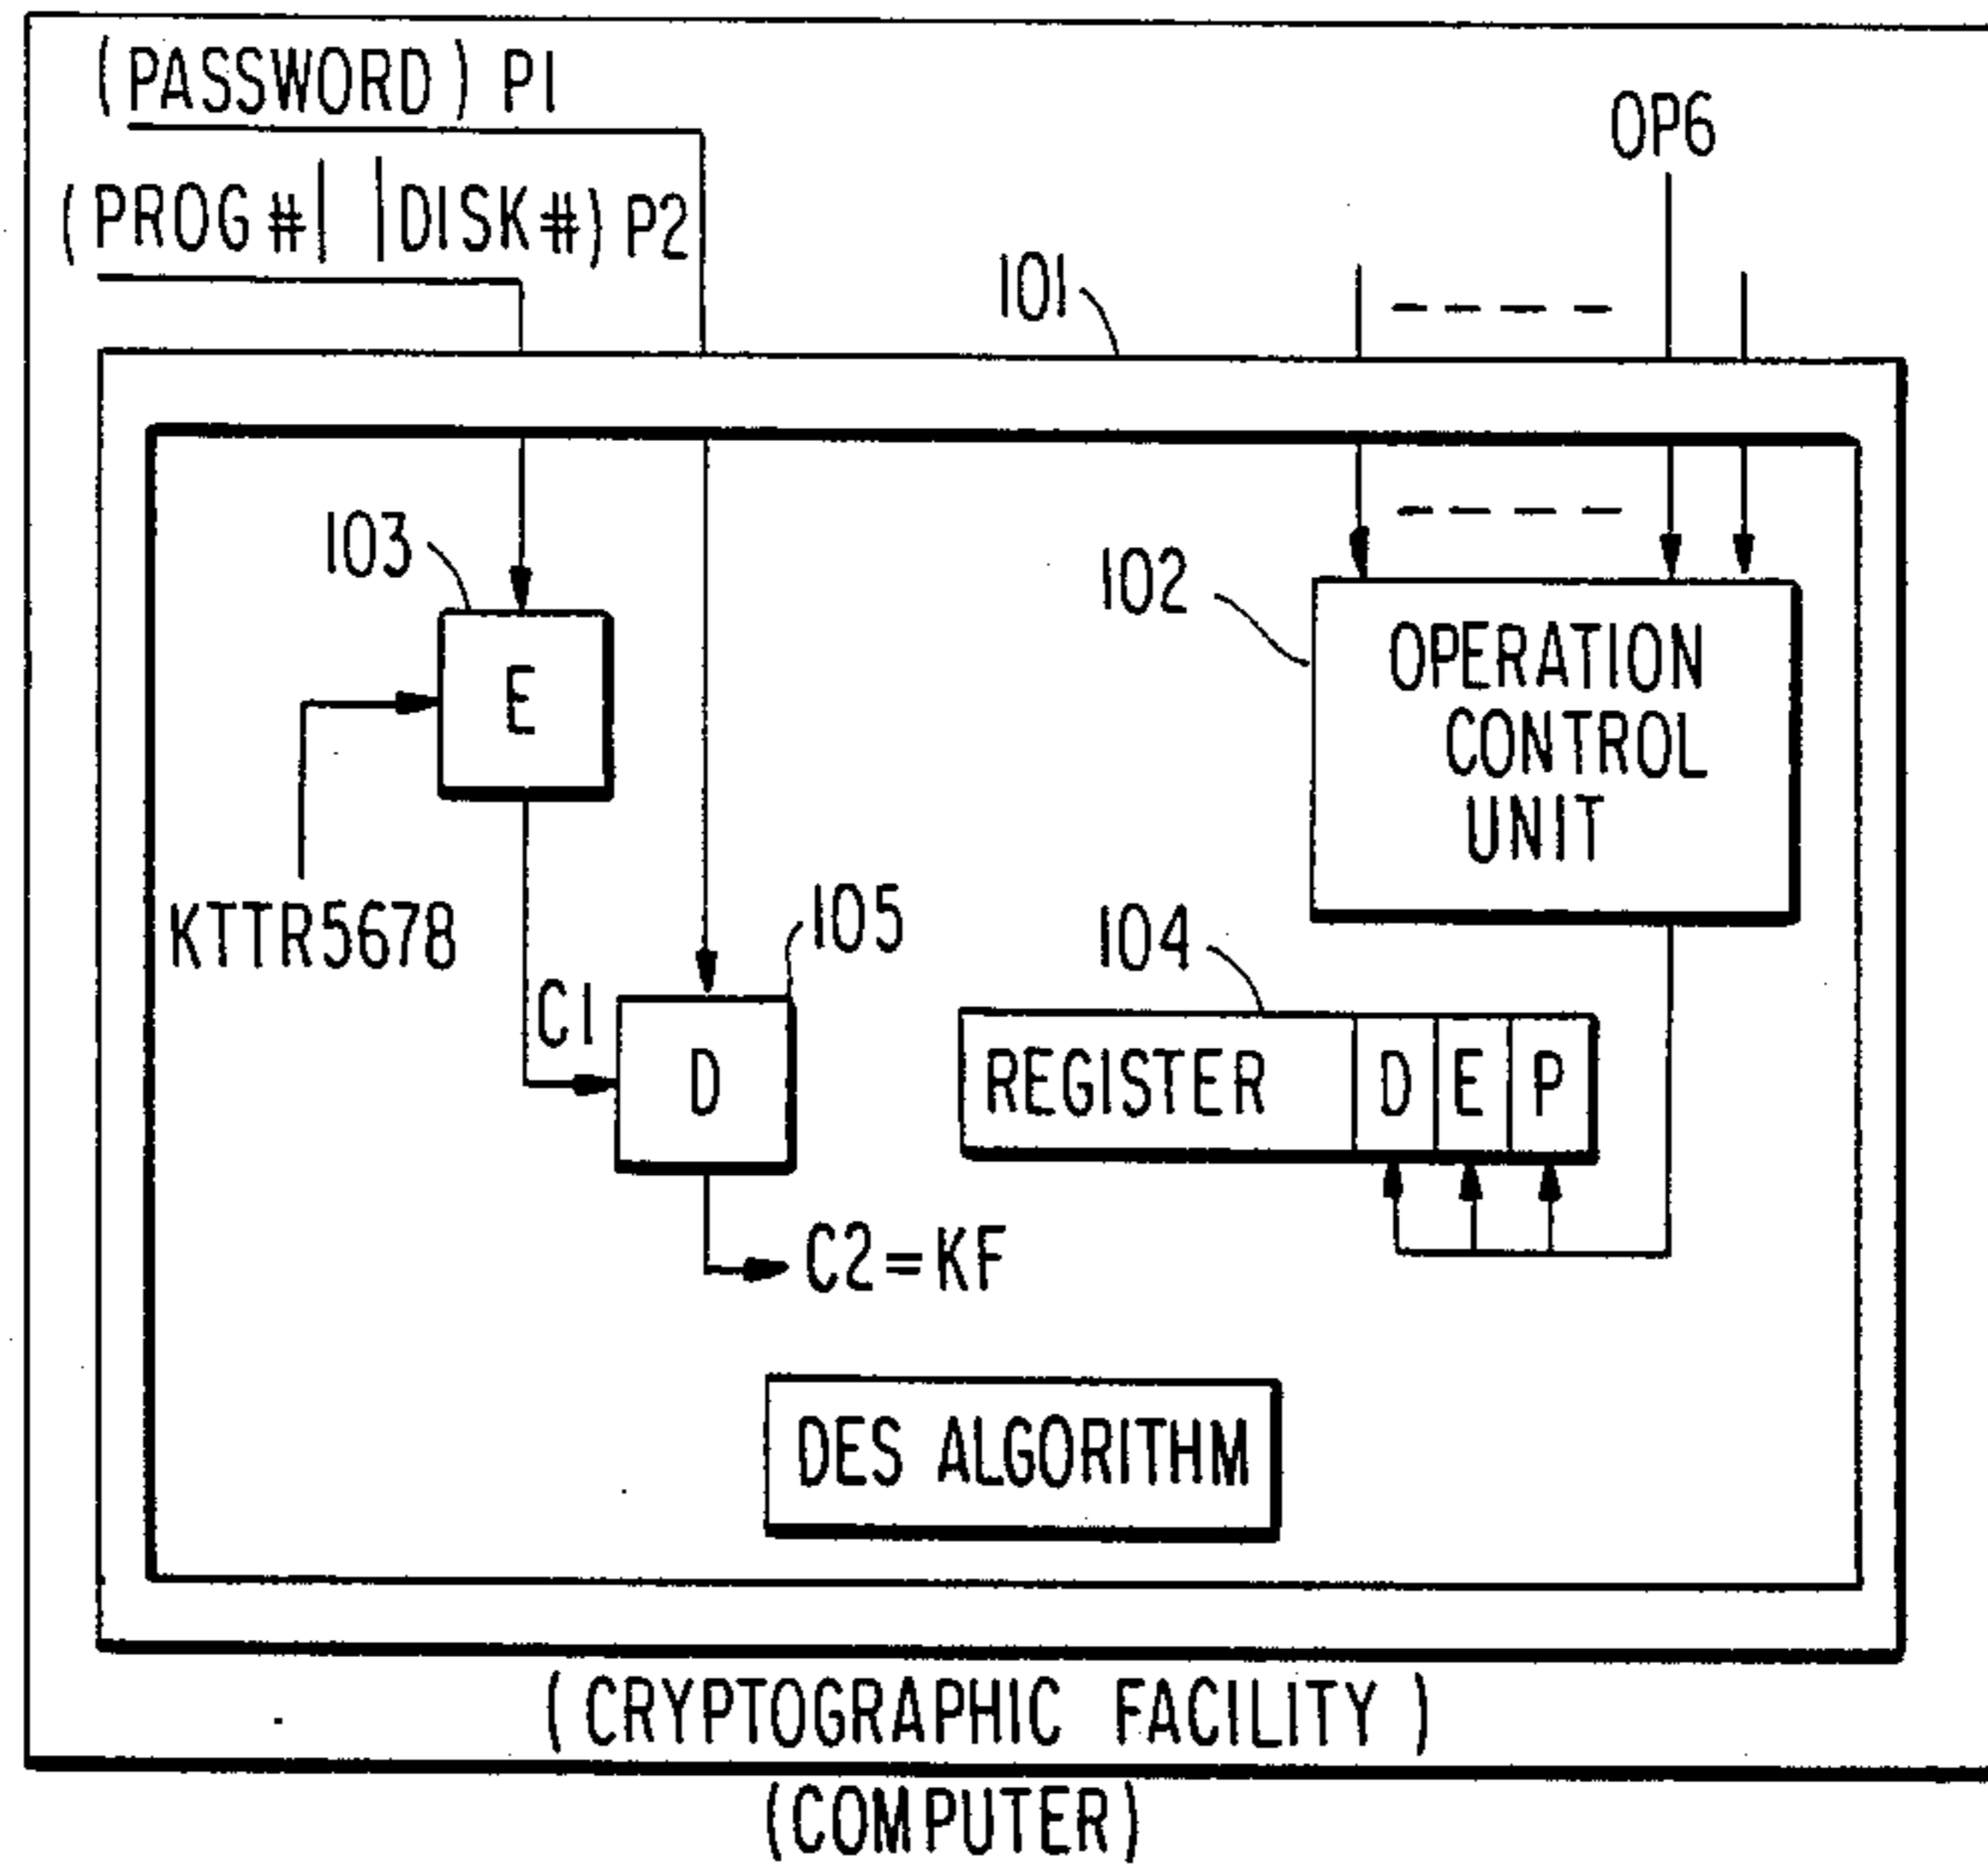 (PASSWORD) P1
OP6
(PROG #| |DISK#) P2
101
103
102
E
OPERATION
CONTROL
UNIT
KTTR5678
105
104
C1
D
REGISTER D E P
C2=KF
DES ALGORITHM
(CRYPTOGRAPHIC FACILITY)
(COMPUTER)